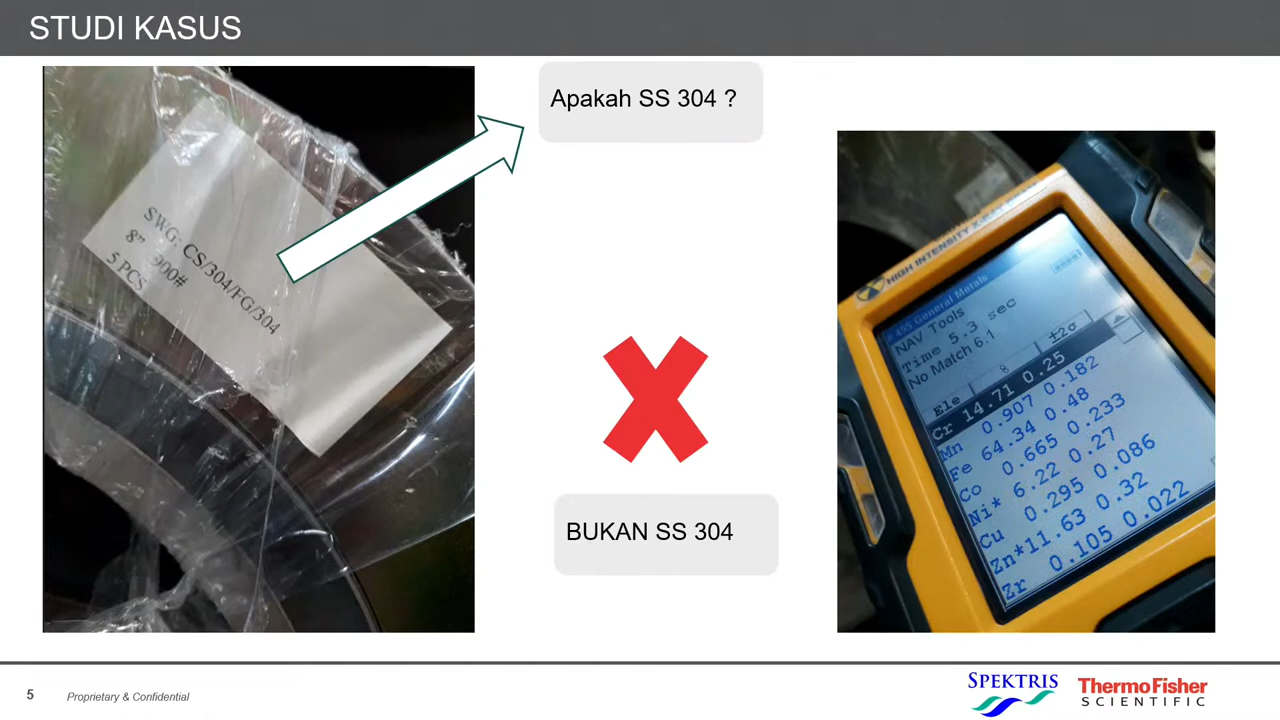 STUDI KASUS
Apakah SS 304 ?
SWG: CS/304/FG/304
8" 900#
5 PCS
BUKAN SS 304
HIGH INTENSITY X-RAY
455 General Metals
NAV Tools
Time 5.3 sec
No Match 6.1
Ele % ±2σ
Cr 14.71 0.25
Mn 0.907 0.182
Fe 64.34 0.48
Co 0.665 0.233
Ni* 6.22 0.27
Cu 0.295 0.086
Zn* 11.63 0.32
Zr 0.105 0.022
5
Proprietary & Confidential
SPEKTRIS
ThermoFisher
SCIENTIFIC